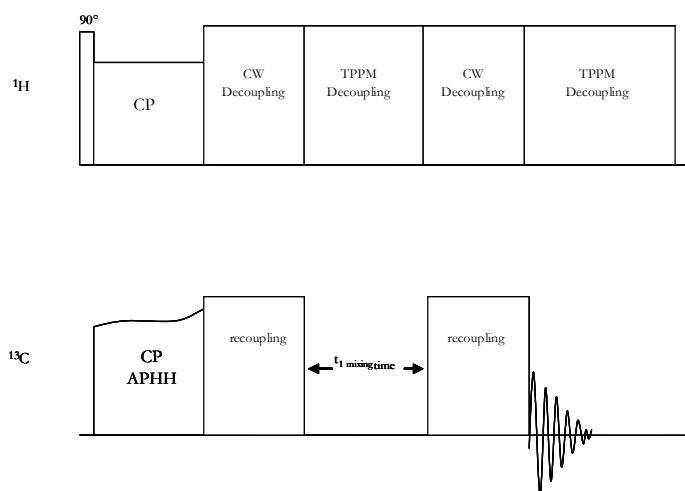 90°
¹H
CP
CW
Decoupling
TPPM
Decoupling
CW
Decoupling
TPPM
Decoupling
¹³C
CP
APHH
recoupling
t₁ mixing time
recoupling